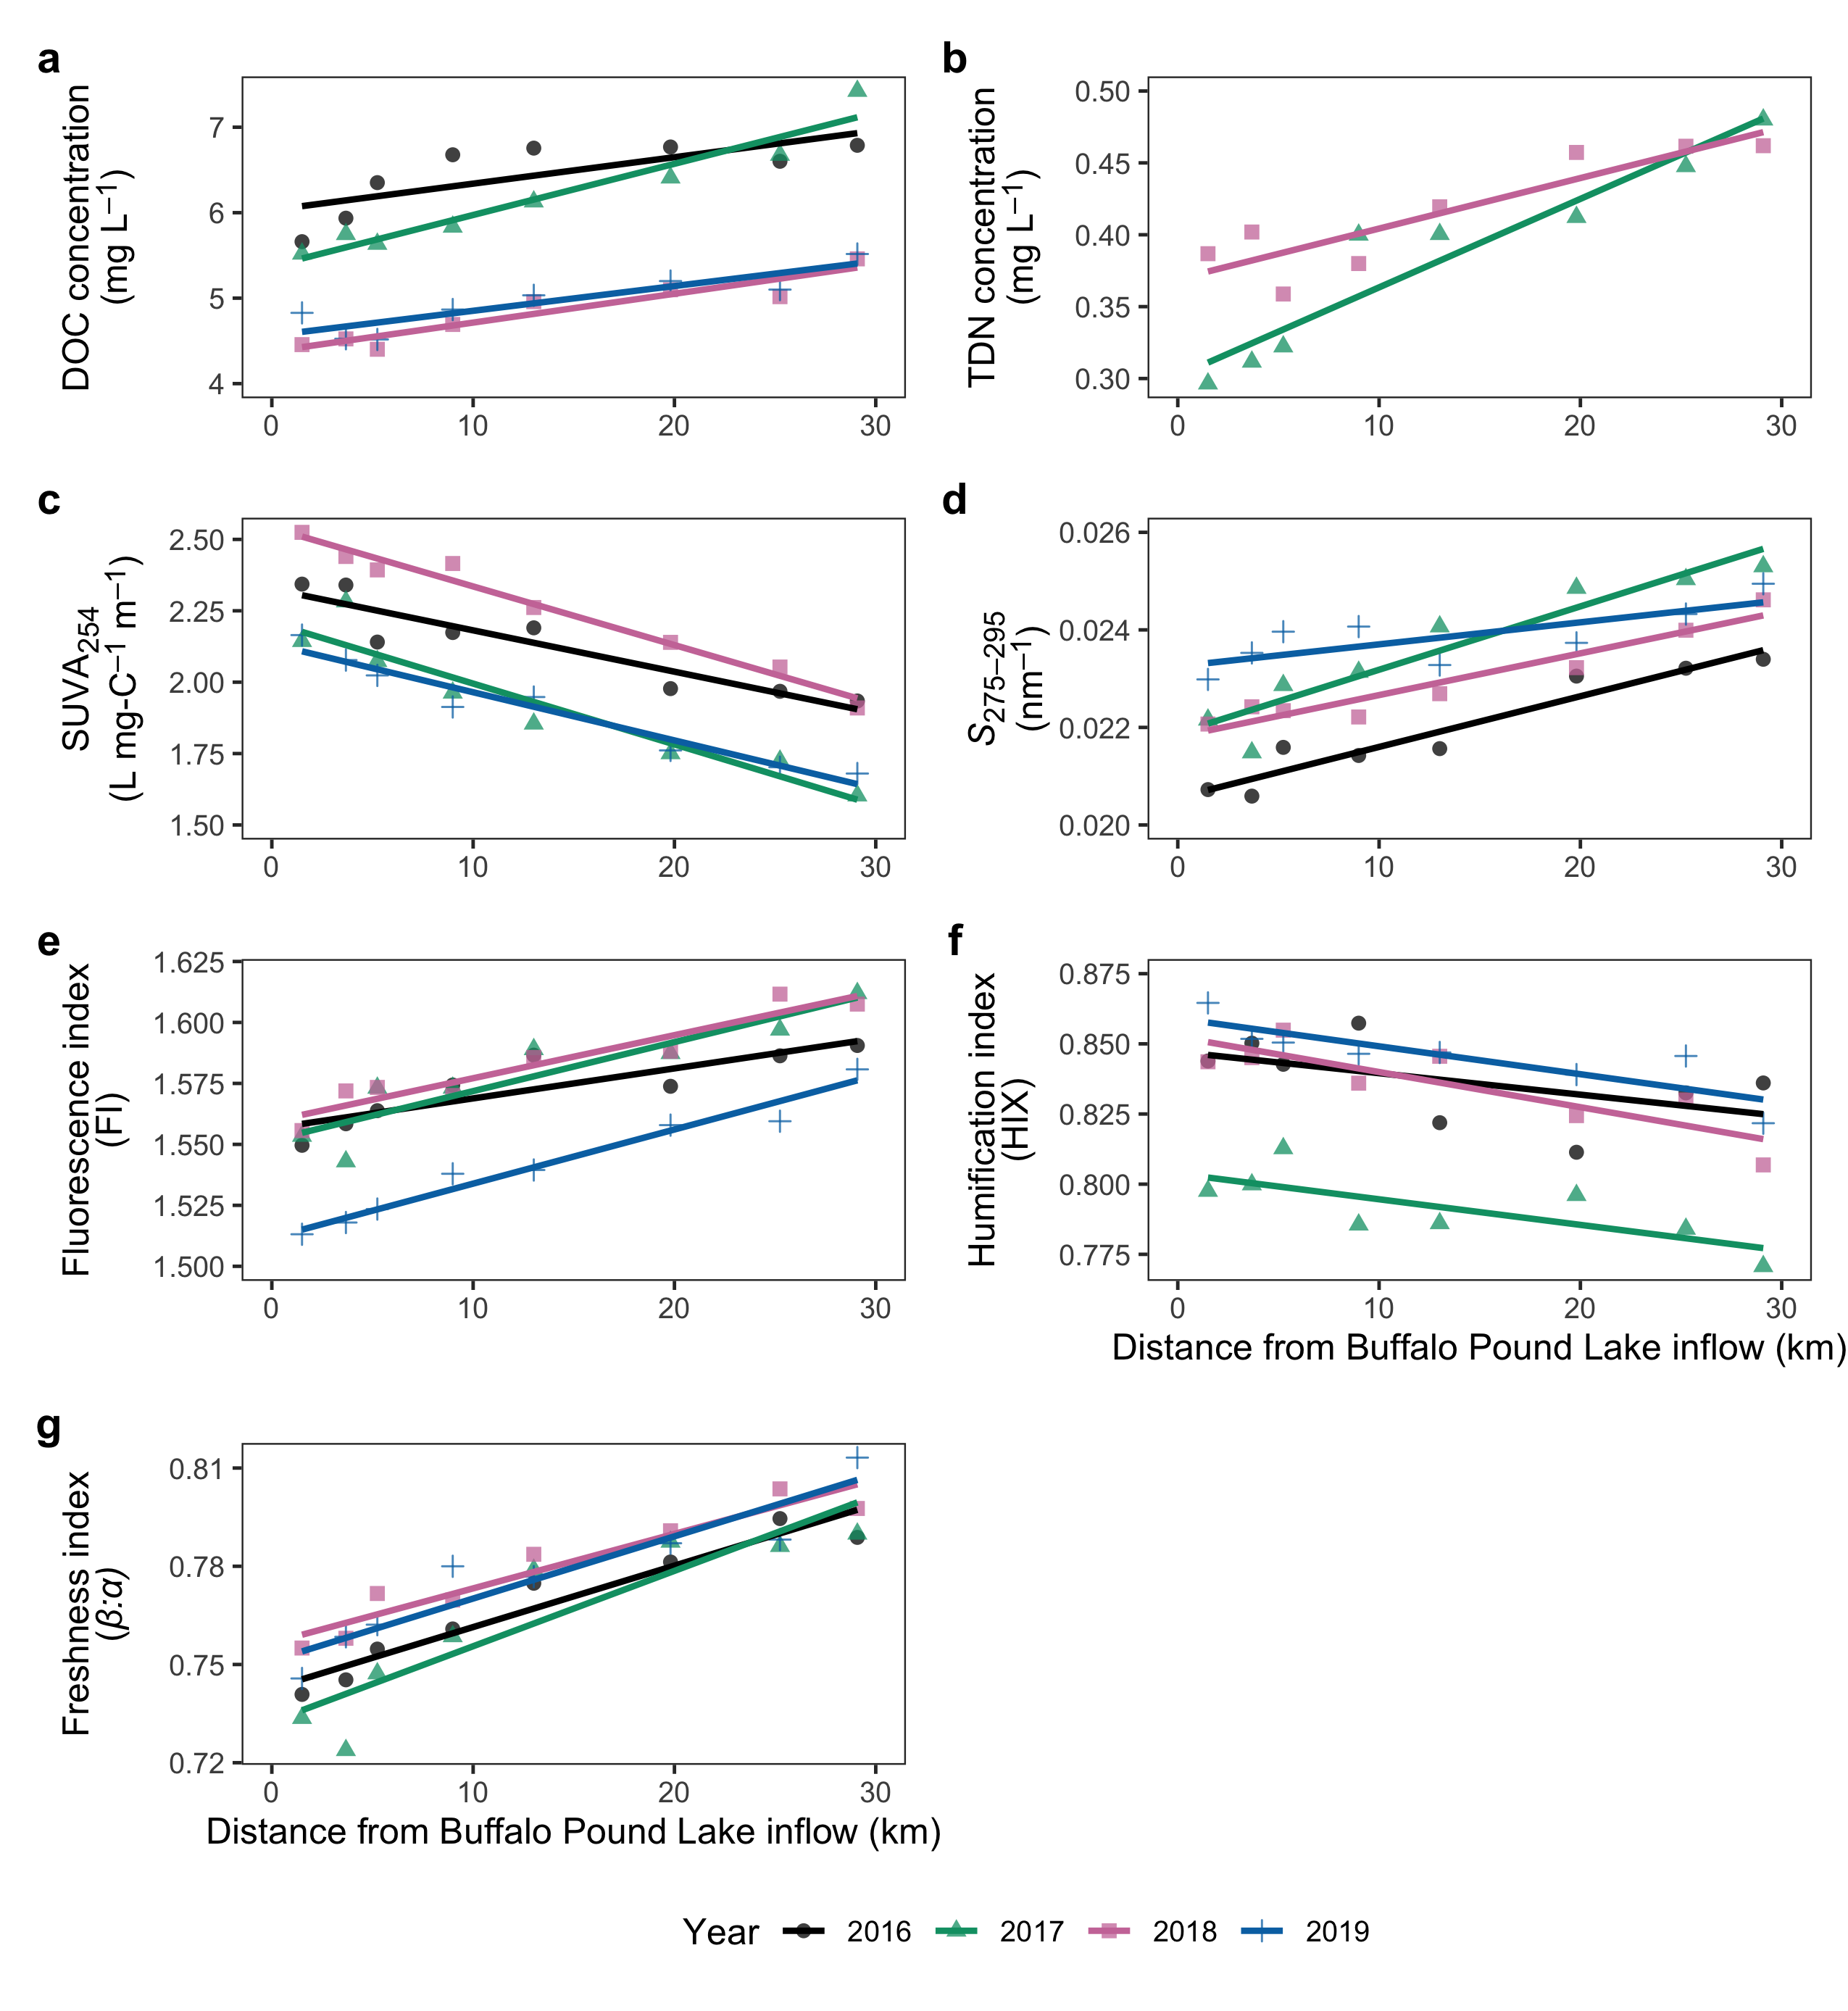 a
DOC concentration
(mg L⁻¹)
7
6
5
4
0 10 20 30
b
TDN concentration
(mg L⁻¹)
0.50
0.45
0.40
0.35
0.30
0 10 20 30
c
SUVA₂₅₄
(L mg-C⁻¹ m⁻¹)
2.50
2.25
2.00
1.75
1.50
0 10 20 30
d
S₂₇₅₋₂₉₅
(nm⁻¹)
0.026
0.024
0.022
0.020
0 10 20 30
e
Fluorescence index
(FI)
1.625
1.600
1.575
1.550
1.525
1.500
0 10 20 30
f
Humification index
(HIX)
0.875
0.850
0.825
0.800
0.775
0 10 20 30
Distance from Buffalo Pound Lake inflow (km)
g
Freshness index
(β:α)
0.81
0.78
0.75
0.72
0 10 20 30
Distance from Buffalo Pound Lake inflow (km)
Year 2016 2017 2018 2019